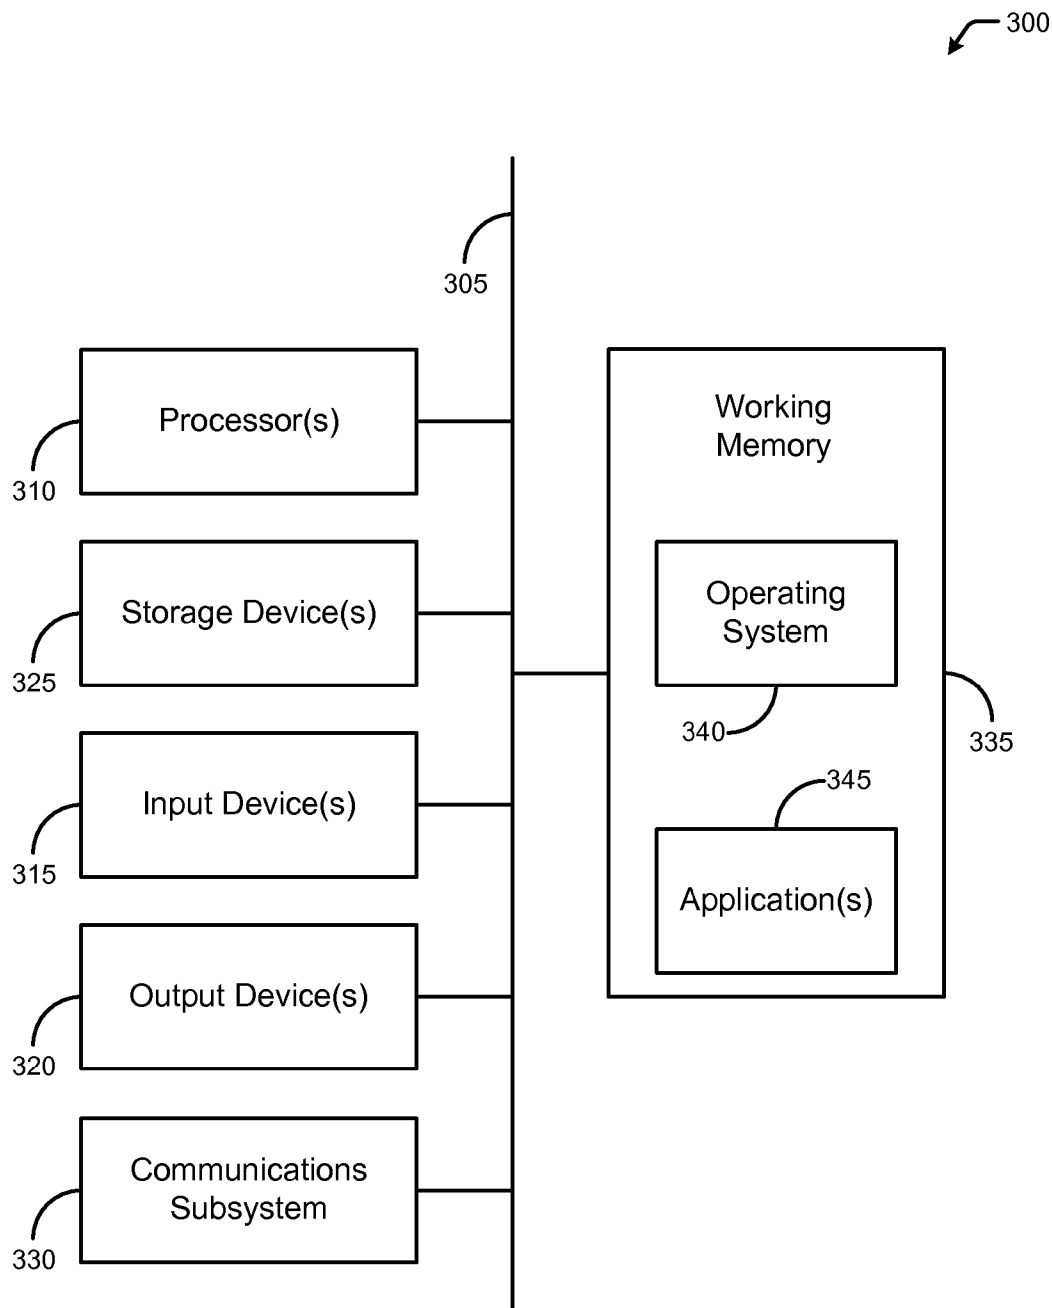 300
305
Processor(s)
310
Storage Device(s)
325
Input Device(s)
315
Output Device(s)
320
Communications
Subsystem
330
Working
Memory
Operating
System
340
335
345
Application(s)